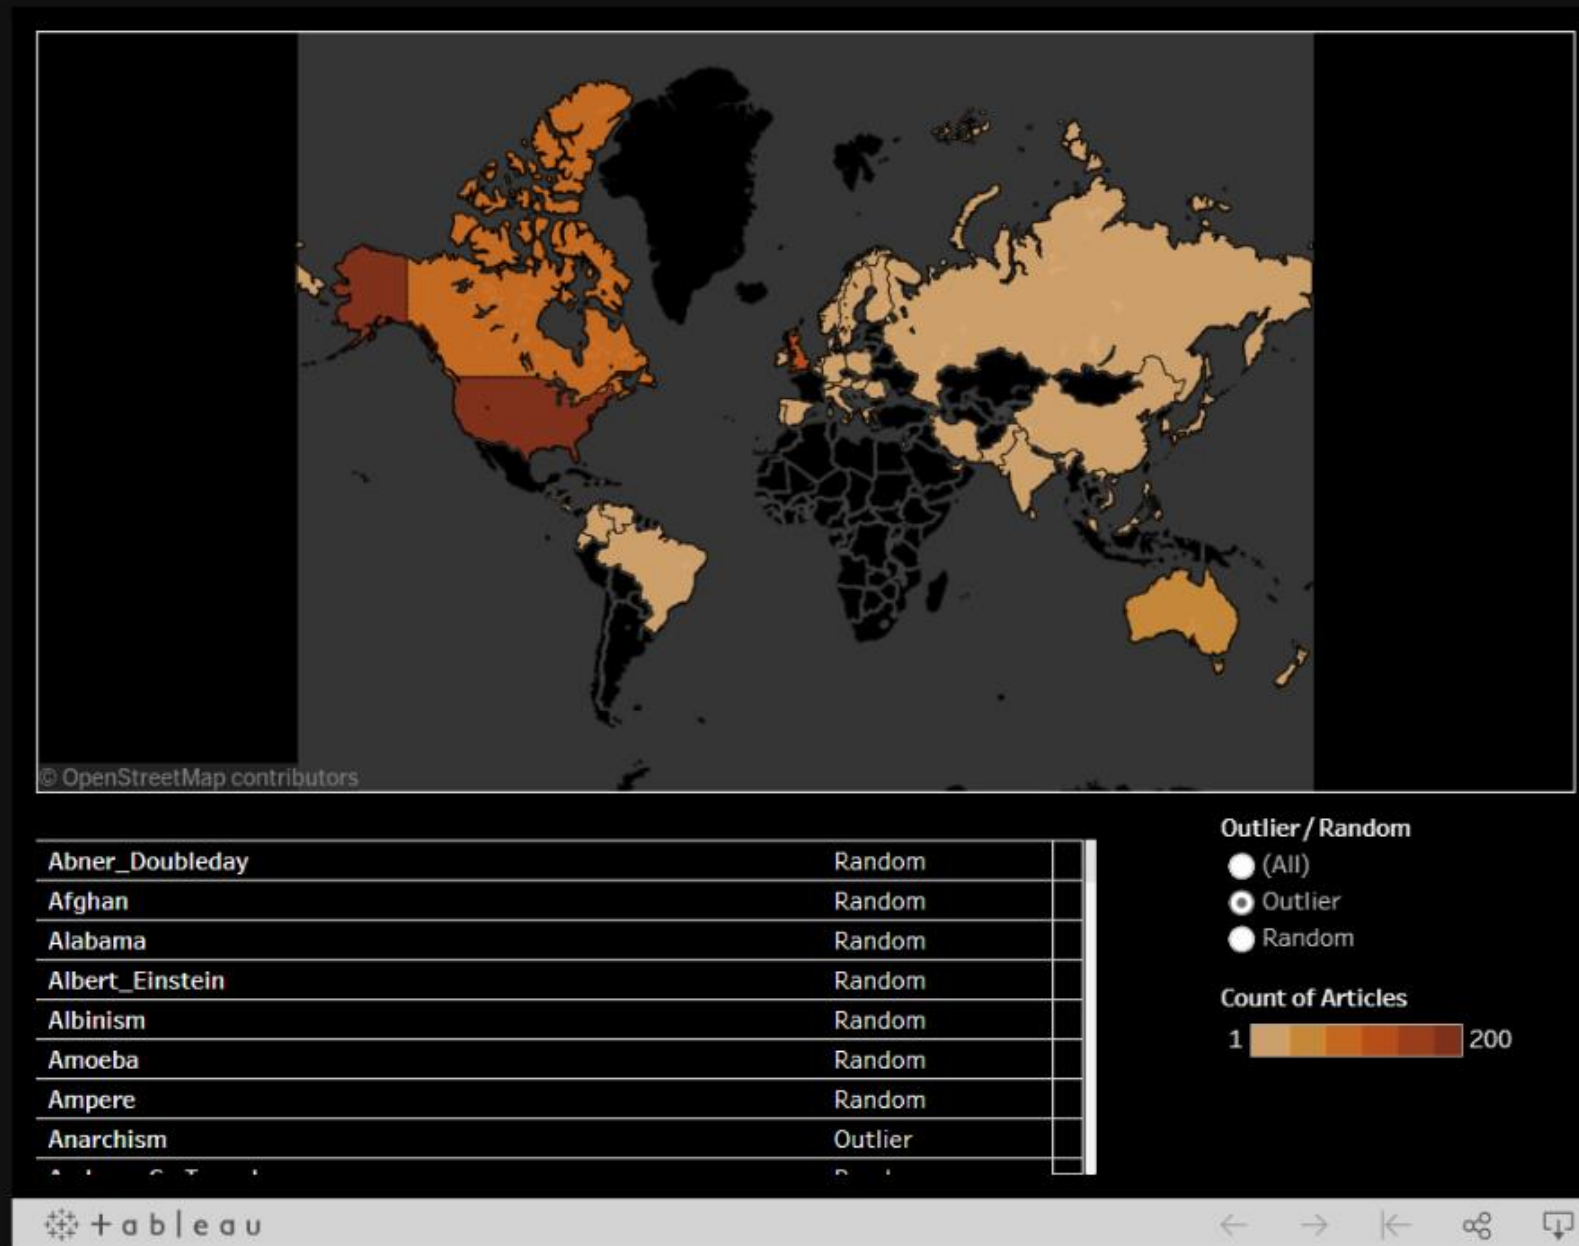 © OpenStreetMap contributors
Abner_Doubleday Random
Afghan Random
Alabama Random
Albert_Einstein Random
Albinism Random
Amoeba Random
Ampere Random
Anarchism Outlier
Outlier / Random
(All)
Outlier
Random
Count of Articles
1 200
+ableau